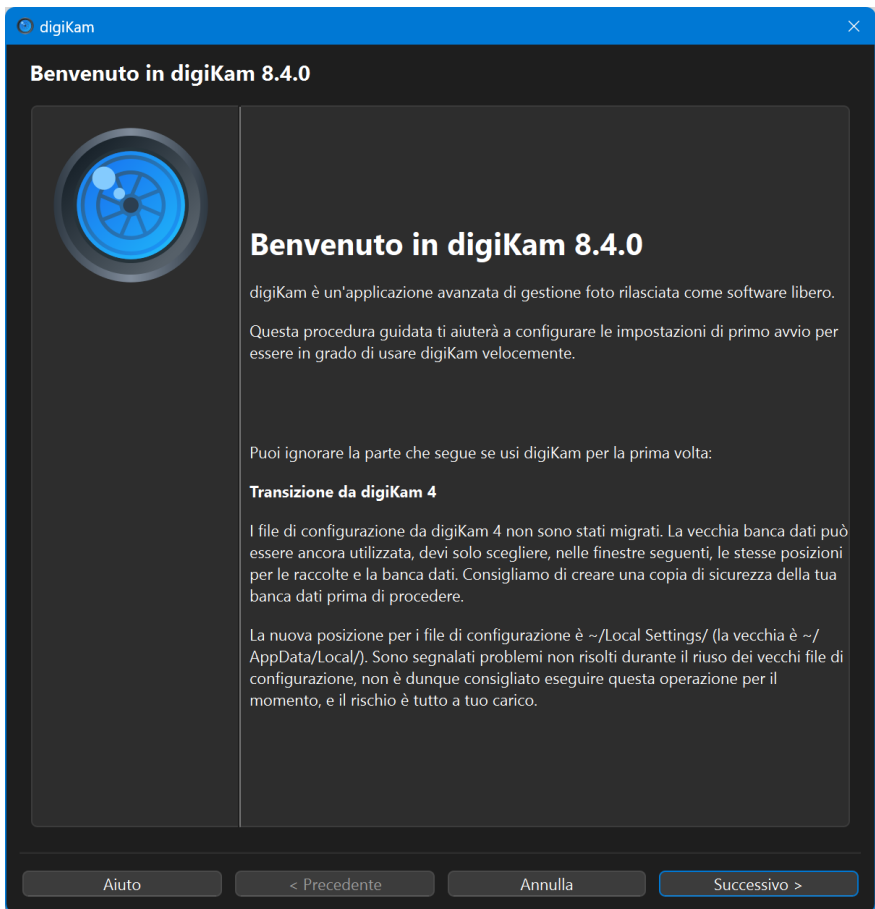 digiKam
Benvenuto in digiKam 8.4.0
Benvenuto in digiKam 8.4.0
digiKam è un'applicazione avanzata di gestione foto rilasciata come software libero.
Questa procedura guidata ti aiuterà a configurare le impostazioni di primo avvio per
essere in grado di usare digiKam velocemente.
Puoi ignorare la parte che segue se usi digiKam per la prima volta:
Transizione da digiKam 4
I file di configurazione da digiKam 4 non sono stati migrati. La vecchia banca dati può
essere ancora utilizzata, devi solo scegliere, nelle finestre seguenti, le stesse posizioni
per le raccolte e la banca dati. Consigliamo di creare una copia di sicurezza della tua
banca dati prima di procedere.
La nuova posizione per i file di configurazione è ~/Local Settings/ (la vecchia è ~/
AppData/Local/). Sono segnalati problemi non risolti durante il riuso dei vecchi file di
configurazione, non è dunque consigliato eseguire questa operazione per il
momento, e il rischio è tutto a tuo carico.
Aiuto
< Precedente
Annulla
Successivo >